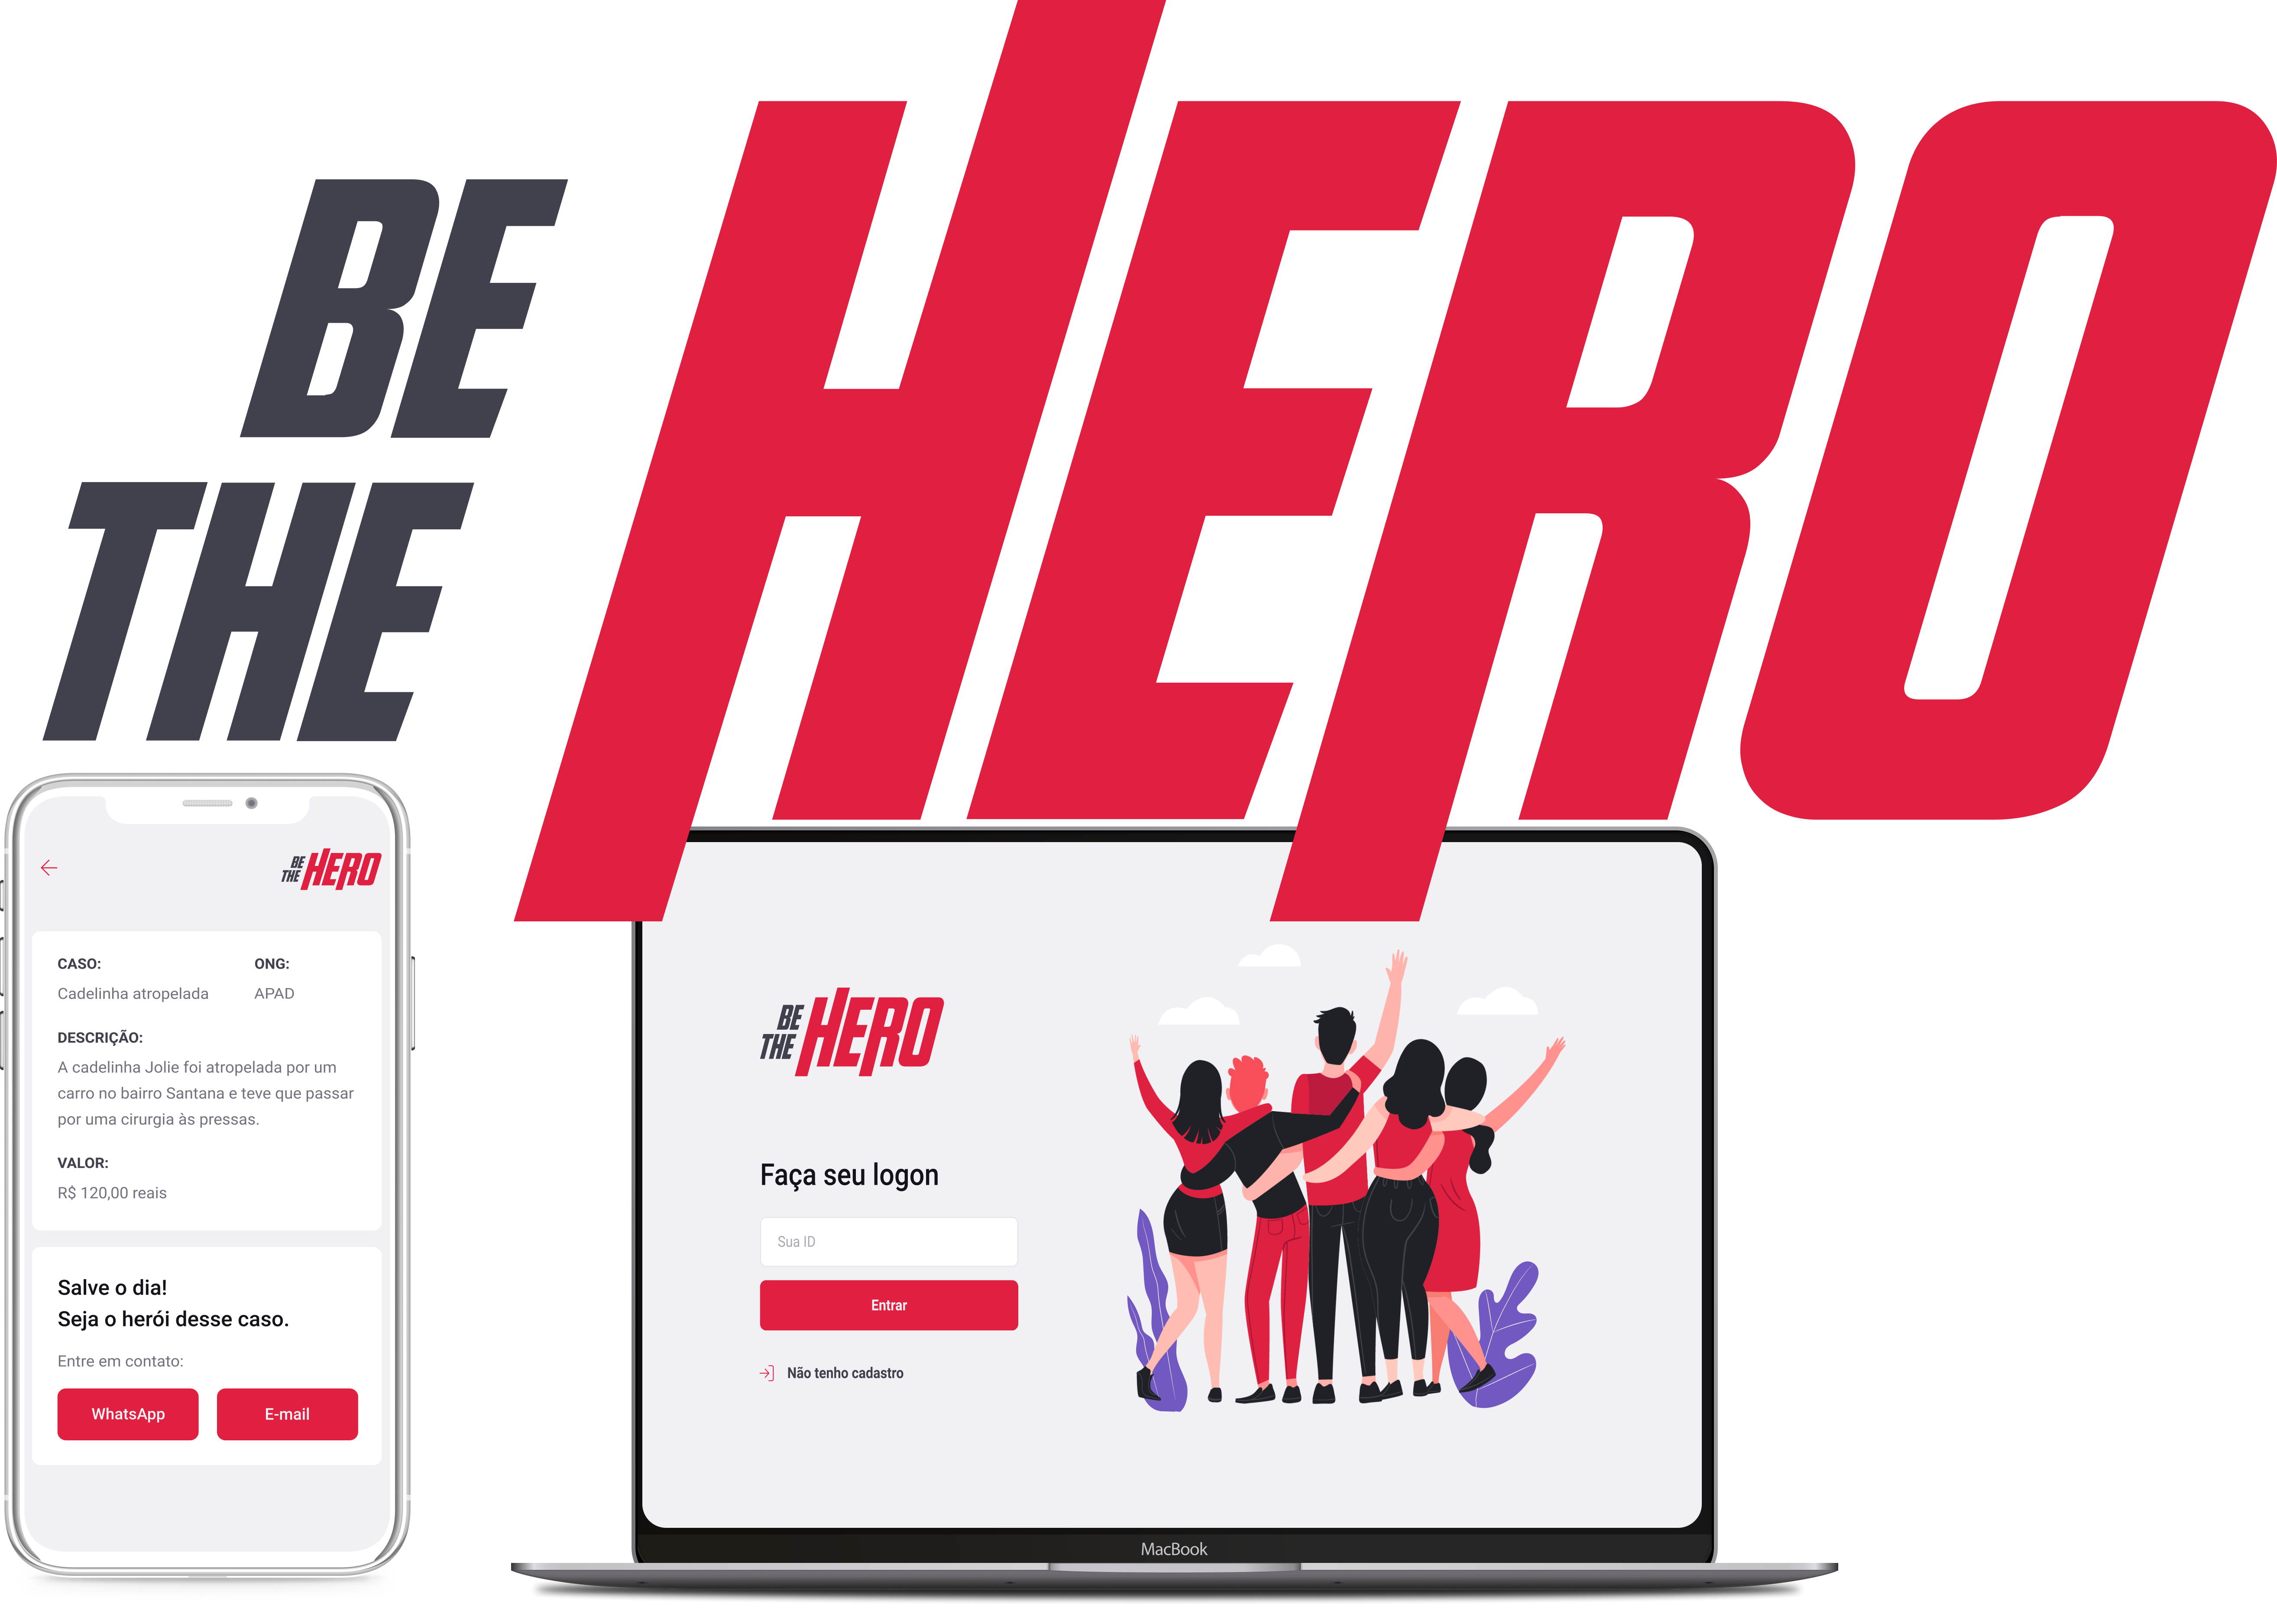 BE
THE
HERO
BE
THE
HERO
CASO:
ONG:
Cadelinha atropelada
APAD
DESCRIÇÃO:
A cadelinha Jolie foi atropelada por um
carro no bairro Santana e teve que passar
por uma cirurgia às pressas.
VALOR:
R$ 120,00 reais
Salve o dia!
Seja o herói desse caso.
Entre em contato:
WhatsApp
E-mail
BE
THE
HERO
Faça seu logon
Sua ID
Entrar
Não tenho cadastro
MacBook